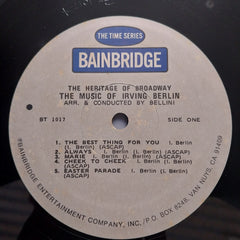 THE TIME SERIES
BAINBRIDGE
THE HERITAGE OF BROADWAY
THE MUSIC OF IRVING BERLIN
ARR. & CONDUCTED BY BELLINI
BT 1017
SIDE ONE
1. THE BEST THING FOR YOU I. Berlin
(I. Berlin) (ASCAP)
2. ALWAYS I. Berlin (I. Berlin) (ASCAP)
3. MARIE I. Berlin (I. Berlin) (ASCAP)
4. CHEEK TO CHEEK I. Berlin (I. Berlin)
(ASCAP)
5. EASTER PARADE I. Berlin (I. Berlin)
(ASCAP)
℗BAINBRIDGE ENTERTAINMENT COMPANY, INC./P.O. BOX 8248, VAN NUYS, CA 91409